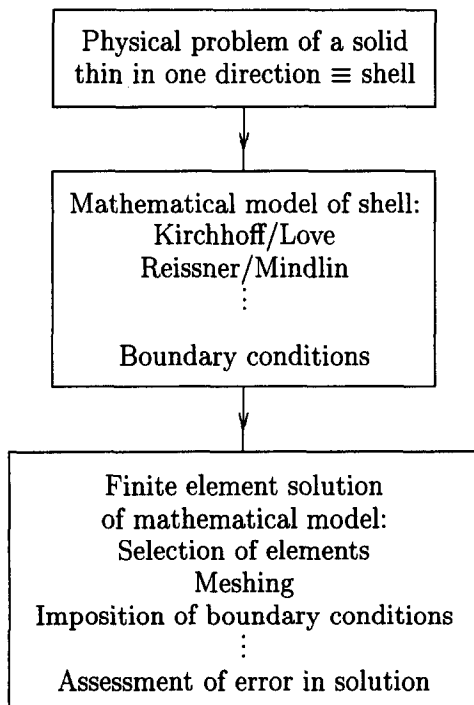 Physical problem of a solid
thin in one direction ≡ shell
Mathematical model of shell:
Kirchhoff/Love
Reissner/Mindlin
⋮
Boundary conditions
Finite element solution
of mathematical model:
Selection of elements
Meshing
Imposition of boundary conditions
⋮
Assessment of error in solution